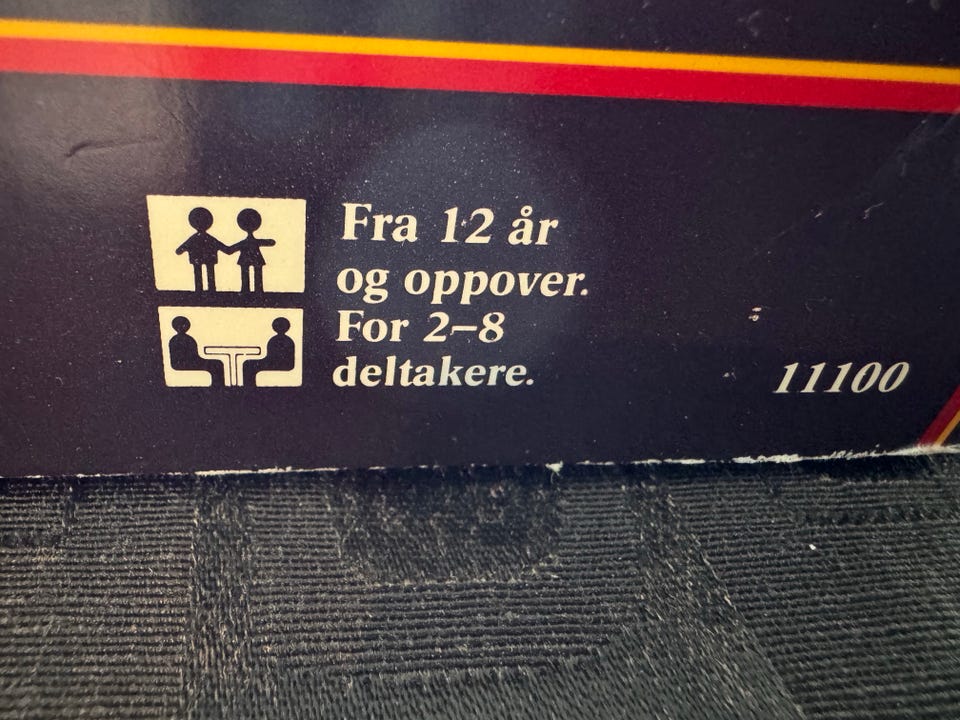 Fra 12 år
og oppover.
For 2–8
deltakere.
11100